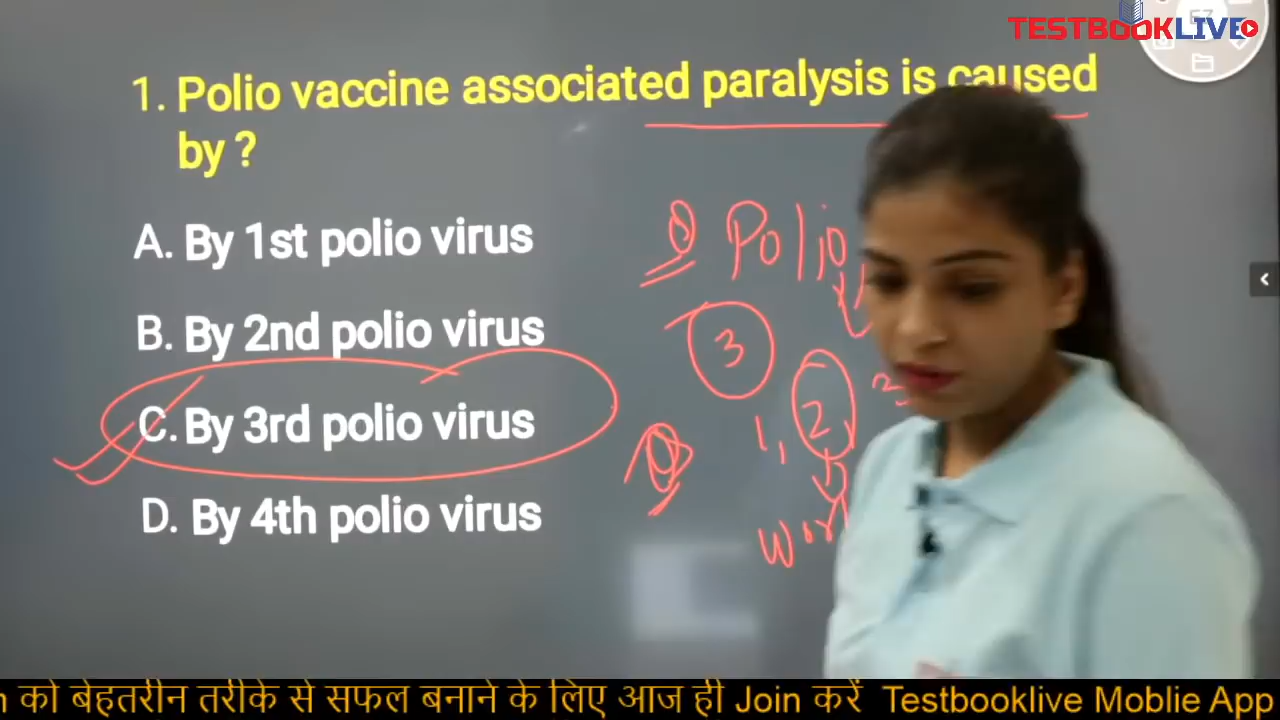 TESTBOOKLIVE
1. Polio vaccine associated paralysis is caused
by ?
A. By 1st polio virus
B. By 2nd polio virus
C. By 3rd polio virus
D. By 4th polio virus
Polio
3
1, 2,
को बेहतरीन तरीके से सफल बनाने के लिए आज ही Join करें Testbooklive Moblie App